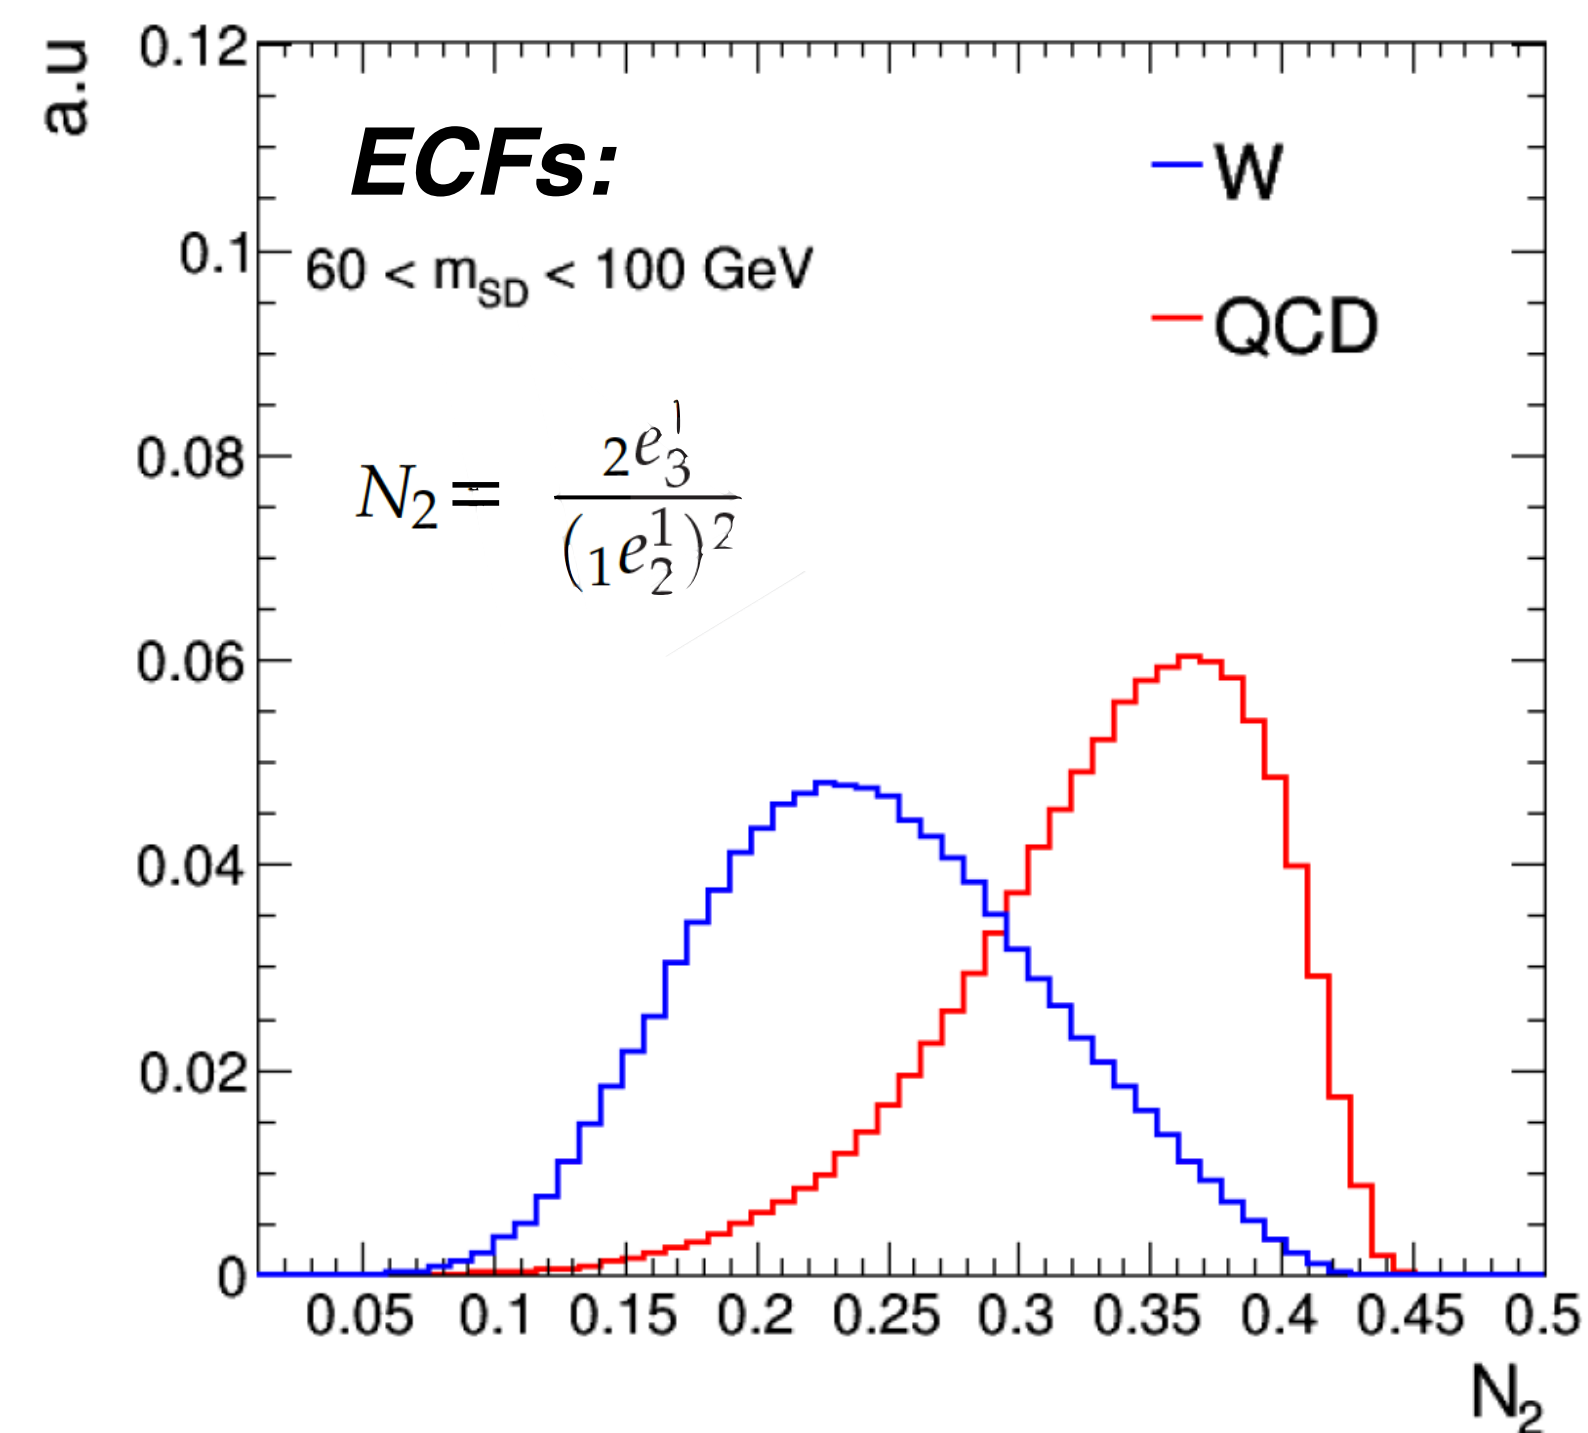 a.u
0.12
ECFs:
W
0.1
60 < m_SD < 100 GeV
QCD
0.08
N_2 = \frac{_2e_3^1}{(_1e_2^1)^2}
0.06
0.04
0.02
0
0.05 0.1 0.15 0.2 0.25 0.3 0.35 0.4 0.45 0.5
N_2